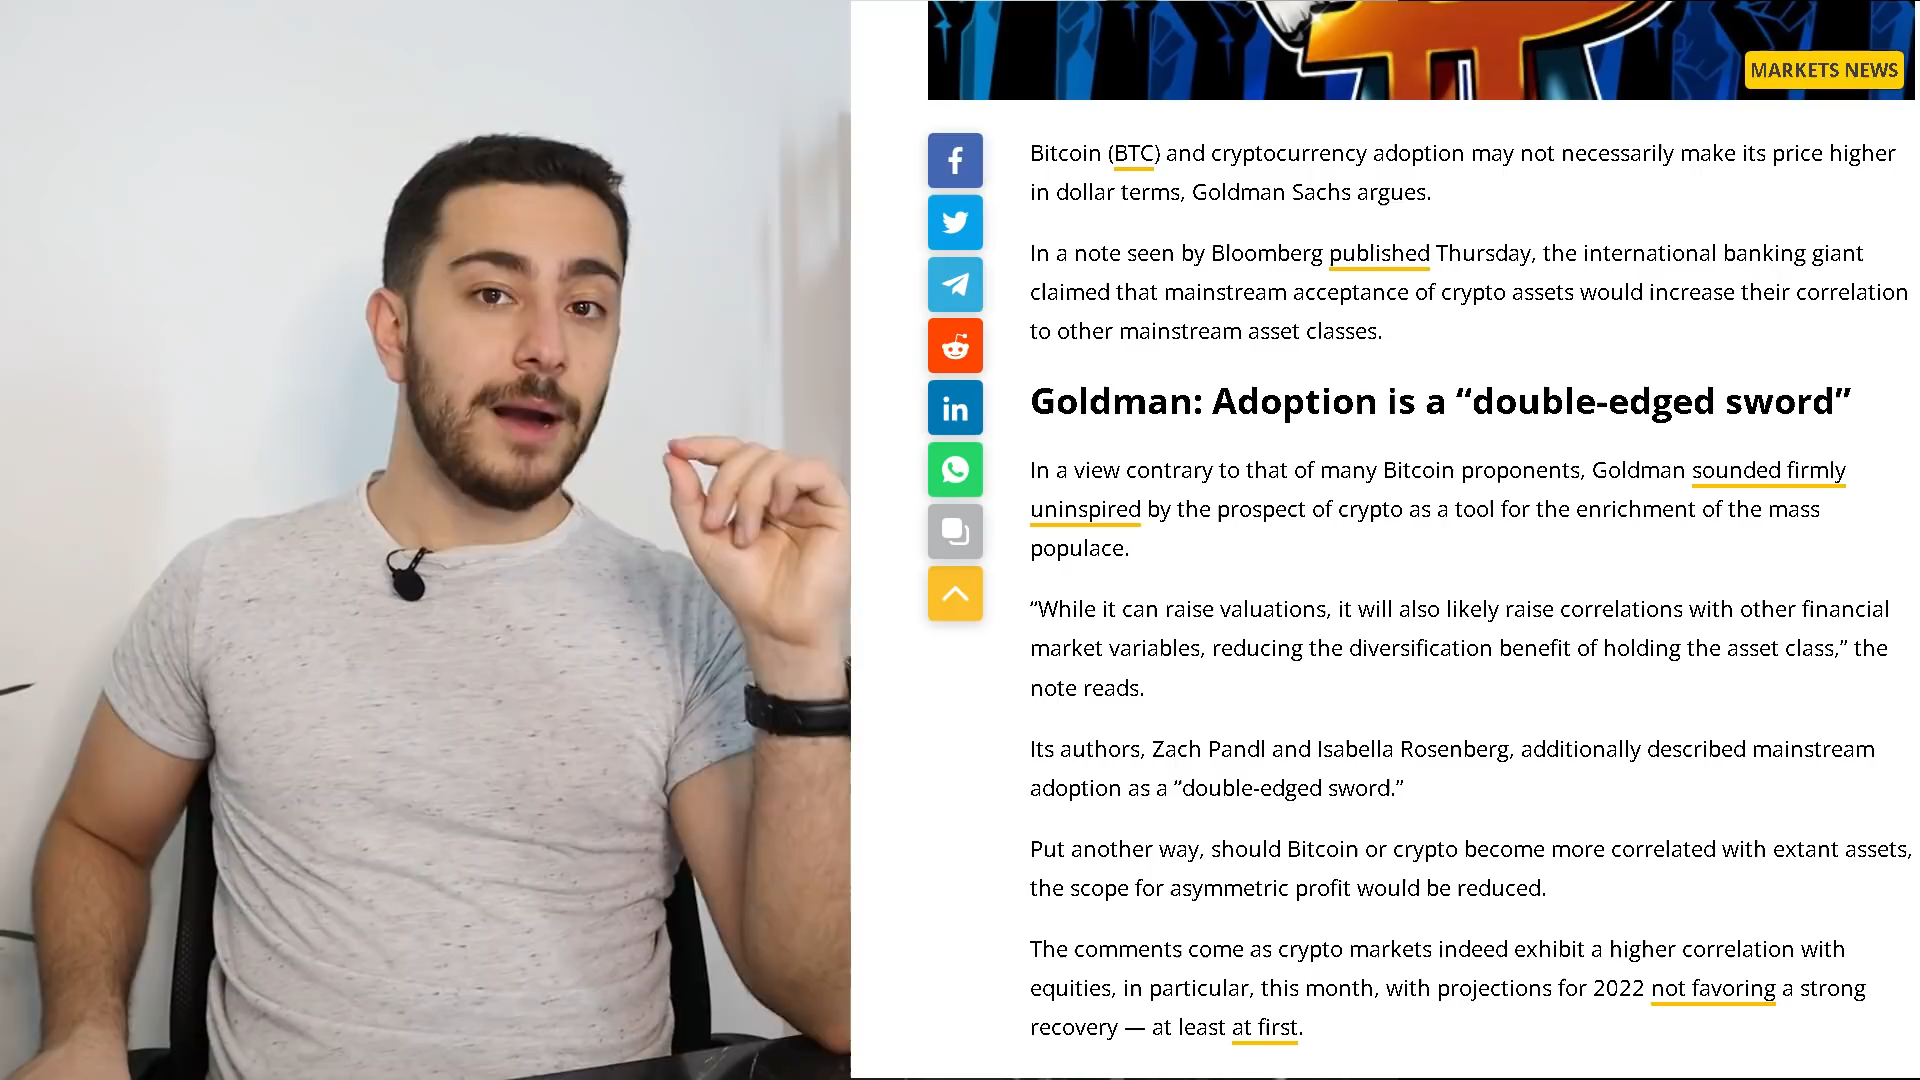 MARKETS NEWS
Bitcoin (BTC) and cryptocurrency adoption may not necessarily make its price higher
in dollar terms, Goldman Sachs argues.
In a note seen by Bloomberg published Thursday, the international banking giant
claimed that mainstream acceptance of crypto assets would increase their correlation
to other mainstream asset classes.
Goldman: Adoption is a “double-edged sword”
In a view contrary to that of many Bitcoin proponents, Goldman sounded firmly
uninspired by the prospect of crypto as a tool for the enrichment of the mass
populace.
“While it can raise valuations, it will also likely raise correlations with other financial
market variables, reducing the diversification benefit of holding the asset class,” the
note reads.
Its authors, Zach Pandl and Isabella Rosenberg, additionally described mainstream
adoption as a “double-edged sword.”
Put another way, should Bitcoin or crypto become more correlated with extant assets,
the scope for asymmetric profit would be reduced.
The comments come as crypto markets indeed exhibit a higher correlation with
equities, in particular, this month, with projections for 2022 not favoring a strong
recovery — at least at first.